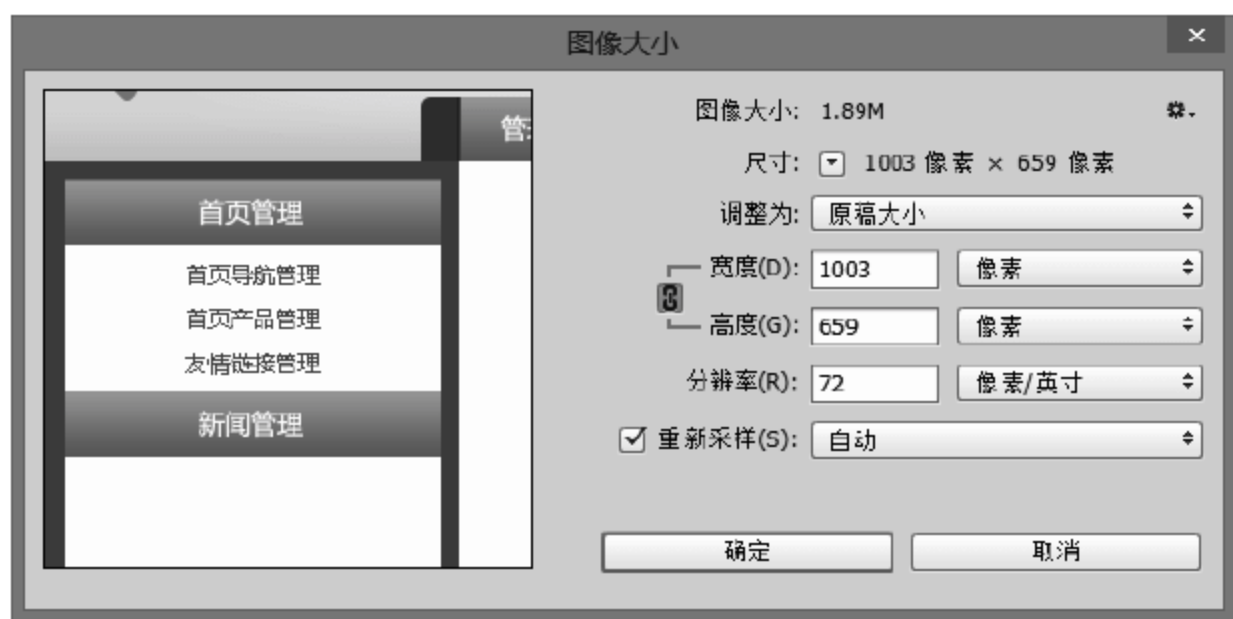 图像大小
管
首页管理
首页导航管理
首页产品管理
友情链接管理
新闻管理
图像大小: 1.89M
尺寸: 1003 像素 × 659 像素
调整为: 原稿大小
宽度(D): 1003 像素
高度(G): 659 像素
分辨率(R): 72 像素/英寸
重新采样(S): 自动
确定 取消